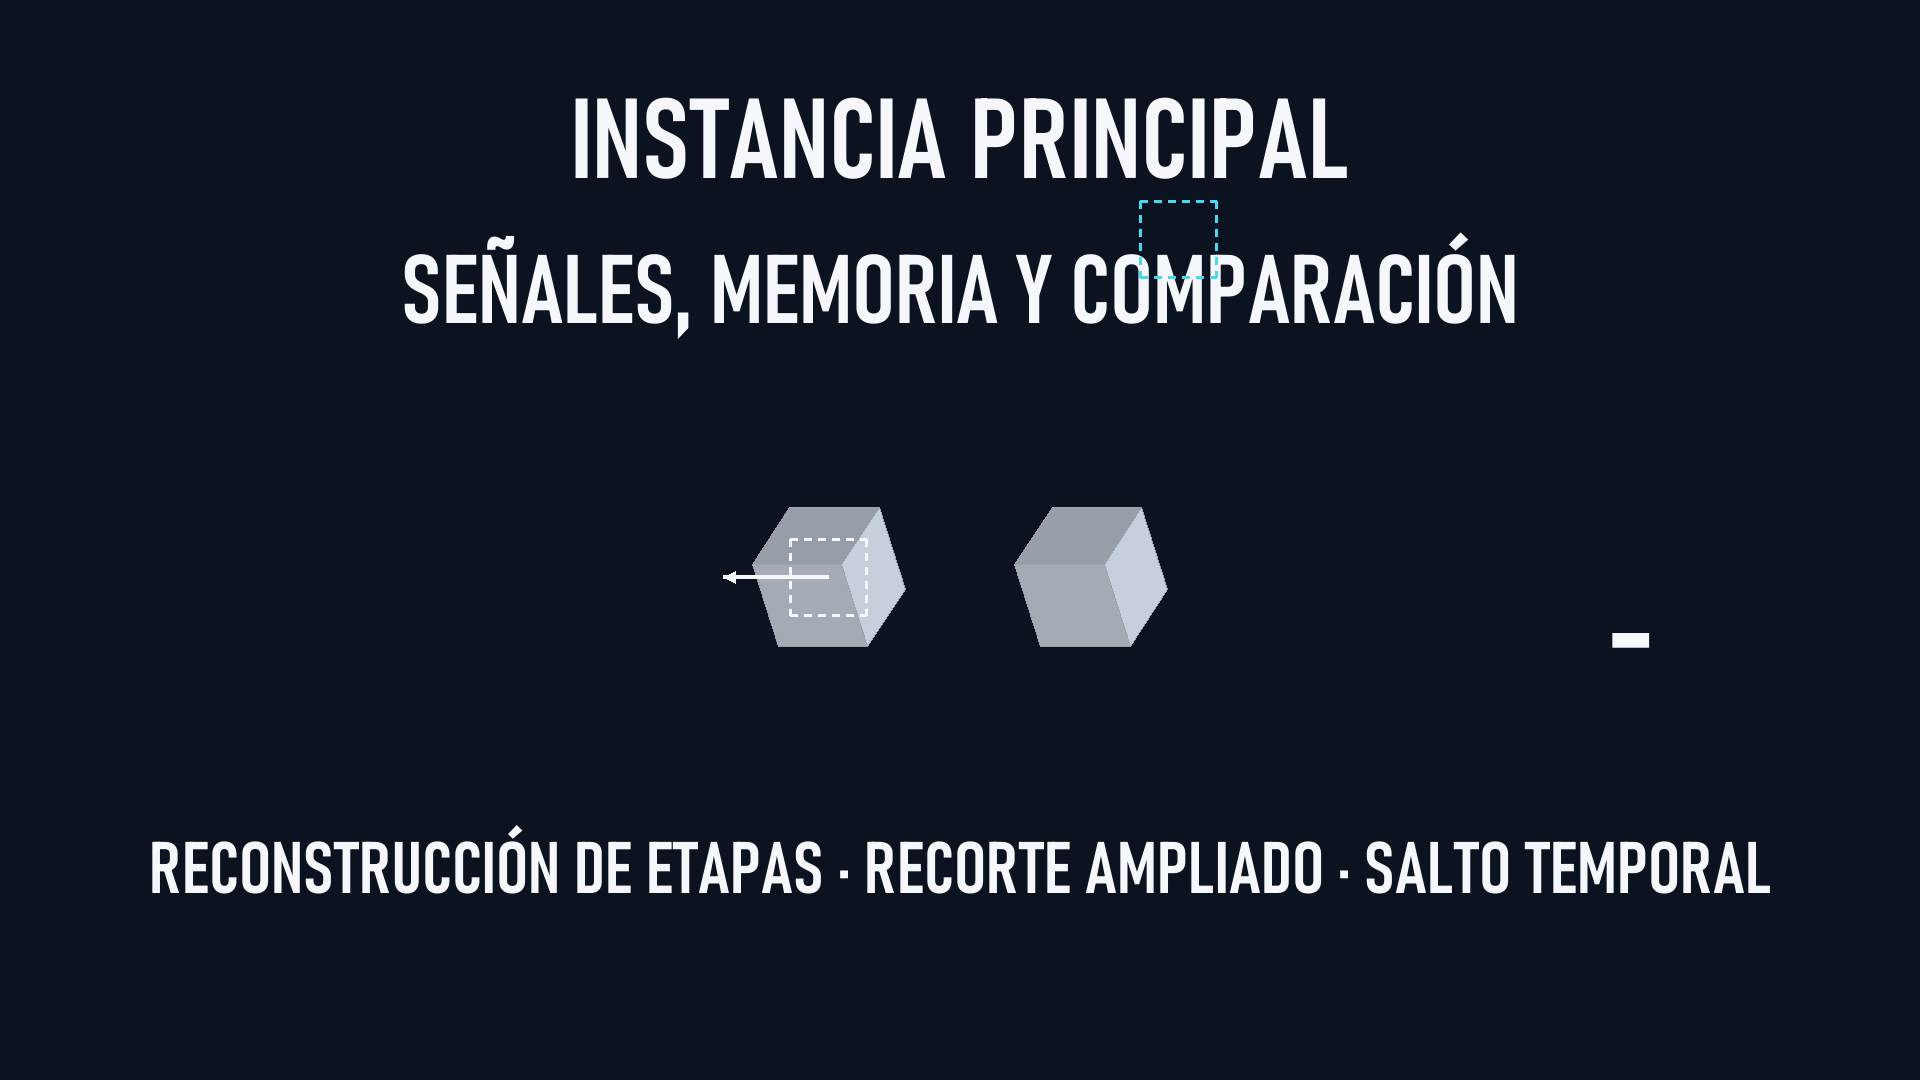 INSTANCIA PRINCIPAL
SEÑALES, MEMORIA Y COMPARACIÓN
-
RECONSTRUCCIÓN DE ETAPAS · RECORTE AMPLIADO · SALTO TEMPORAL